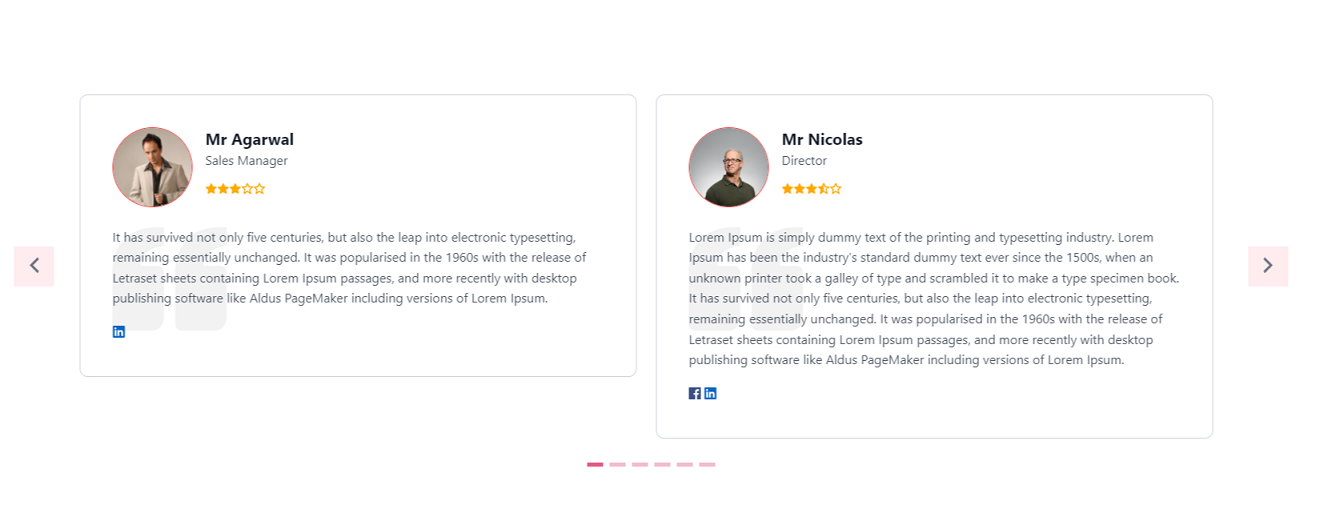 Mr Agarwal
Sales Manager
It has survived not only five centuries, but also the leap into electronic typesetting,
remaining essentially unchanged. It was popularised in the 1960s with the release of
Letraset sheets containing Lorem Ipsum passages, and more recently with desktop
publishing software like Aldus PageMaker including versions of Lorem Ipsum.
in
Mr Nicolas
Director
Lorem Ipsum is simply dummy text of the printing and typesetting industry. Lorem
Ipsum has been the industry's standard dummy text ever since the 1500s, when an
unknown printer took a galley of type and scrambled it to make a type specimen book.
It has survived not only five centuries, but also the leap into electronic typesetting,
remaining essentially unchanged. It was popularised in the 1960s with the release of
Letraset sheets containing Lorem Ipsum passages, and more recently with desktop
publishing software like Aldus PageMaker including versions of Lorem Ipsum.
f in